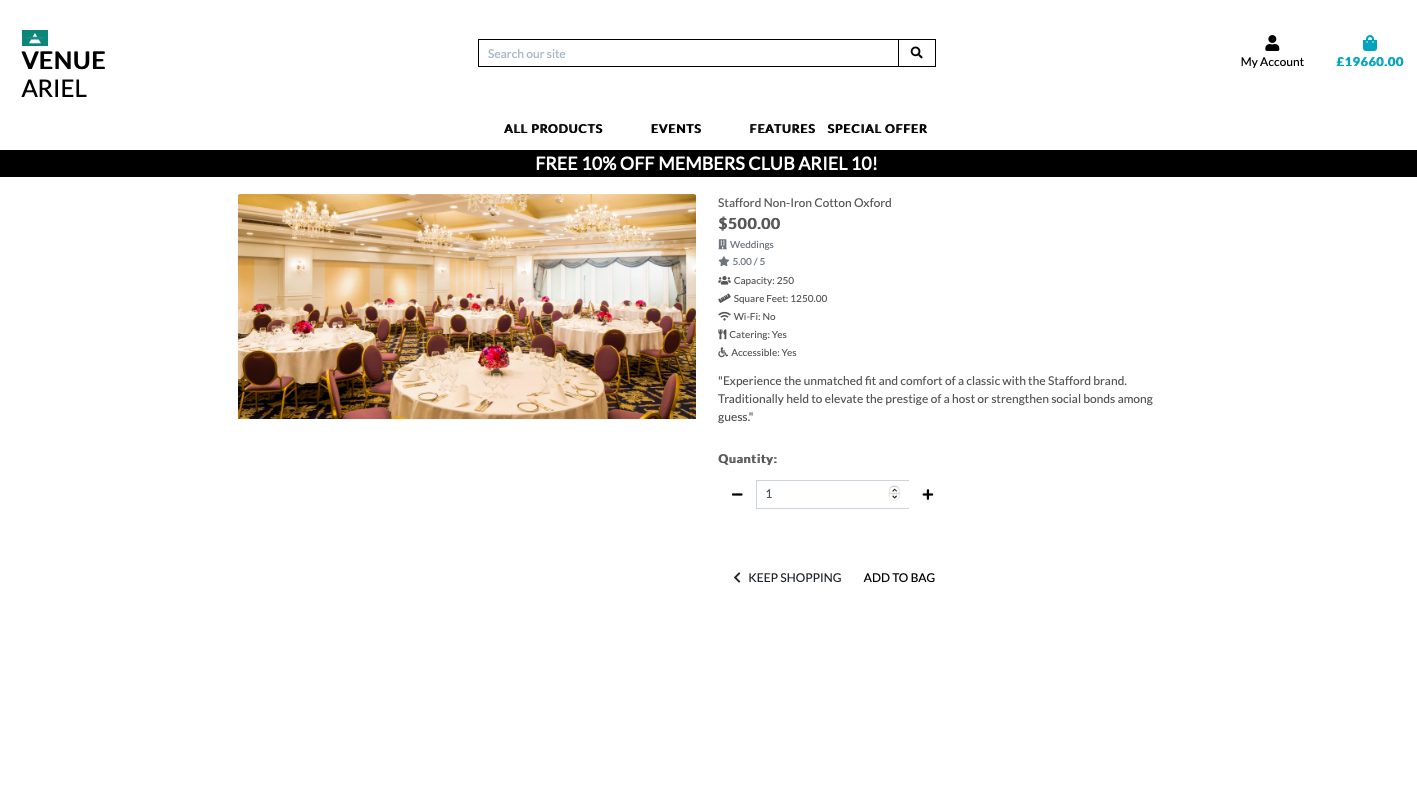 VENUE
ARIEL
Search our site
My Account
£19660.00
ALL PRODUCTS
EVENTS
FEATURES
SPECIAL OFFER
FREE 10% OFF MEMBERS CLUB ARIEL 10!
Stafford Non-Iron Cotton Oxford
$500.00
Weddings
5.00 / 5
Capacity: 250
Square Feet: 1250.00
Wi-Fi: No
Catering: Yes
Accessible: Yes
"Experience the unmatched fit and comfort of a classic with the Stafford brand.
Traditionally held to elevate the prestige of a host or strengthen social bonds among
guess."
Quantity:
1
KEEP SHOPPING
ADD TO BAG